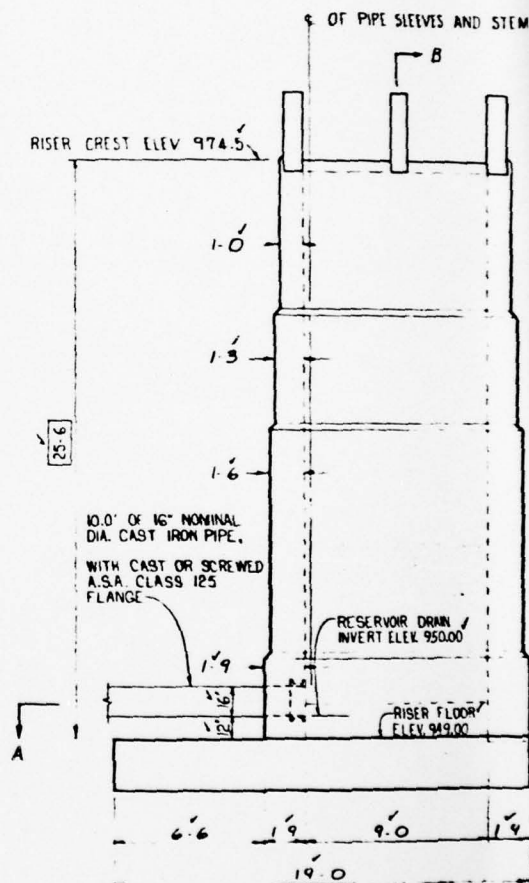 ℄ OF PIPE SLEEVES AND STEM
B
RISER CREST ELEV 974.5
1-0
1-3
1-6
25-6
10.0' OF 16" NOMINAL
DIA. CAST IRON PIPE,
WITH CAST OR SCREWED
A.S.A. CLASS 125
FLANGE
RESERVOIR DRAIN
INVERT ELEV. 950.00
1-9
16"
12"
RISER FLOOR
ELEV. 949.00
A
6-6
1-9
9-0
1-9
19-0